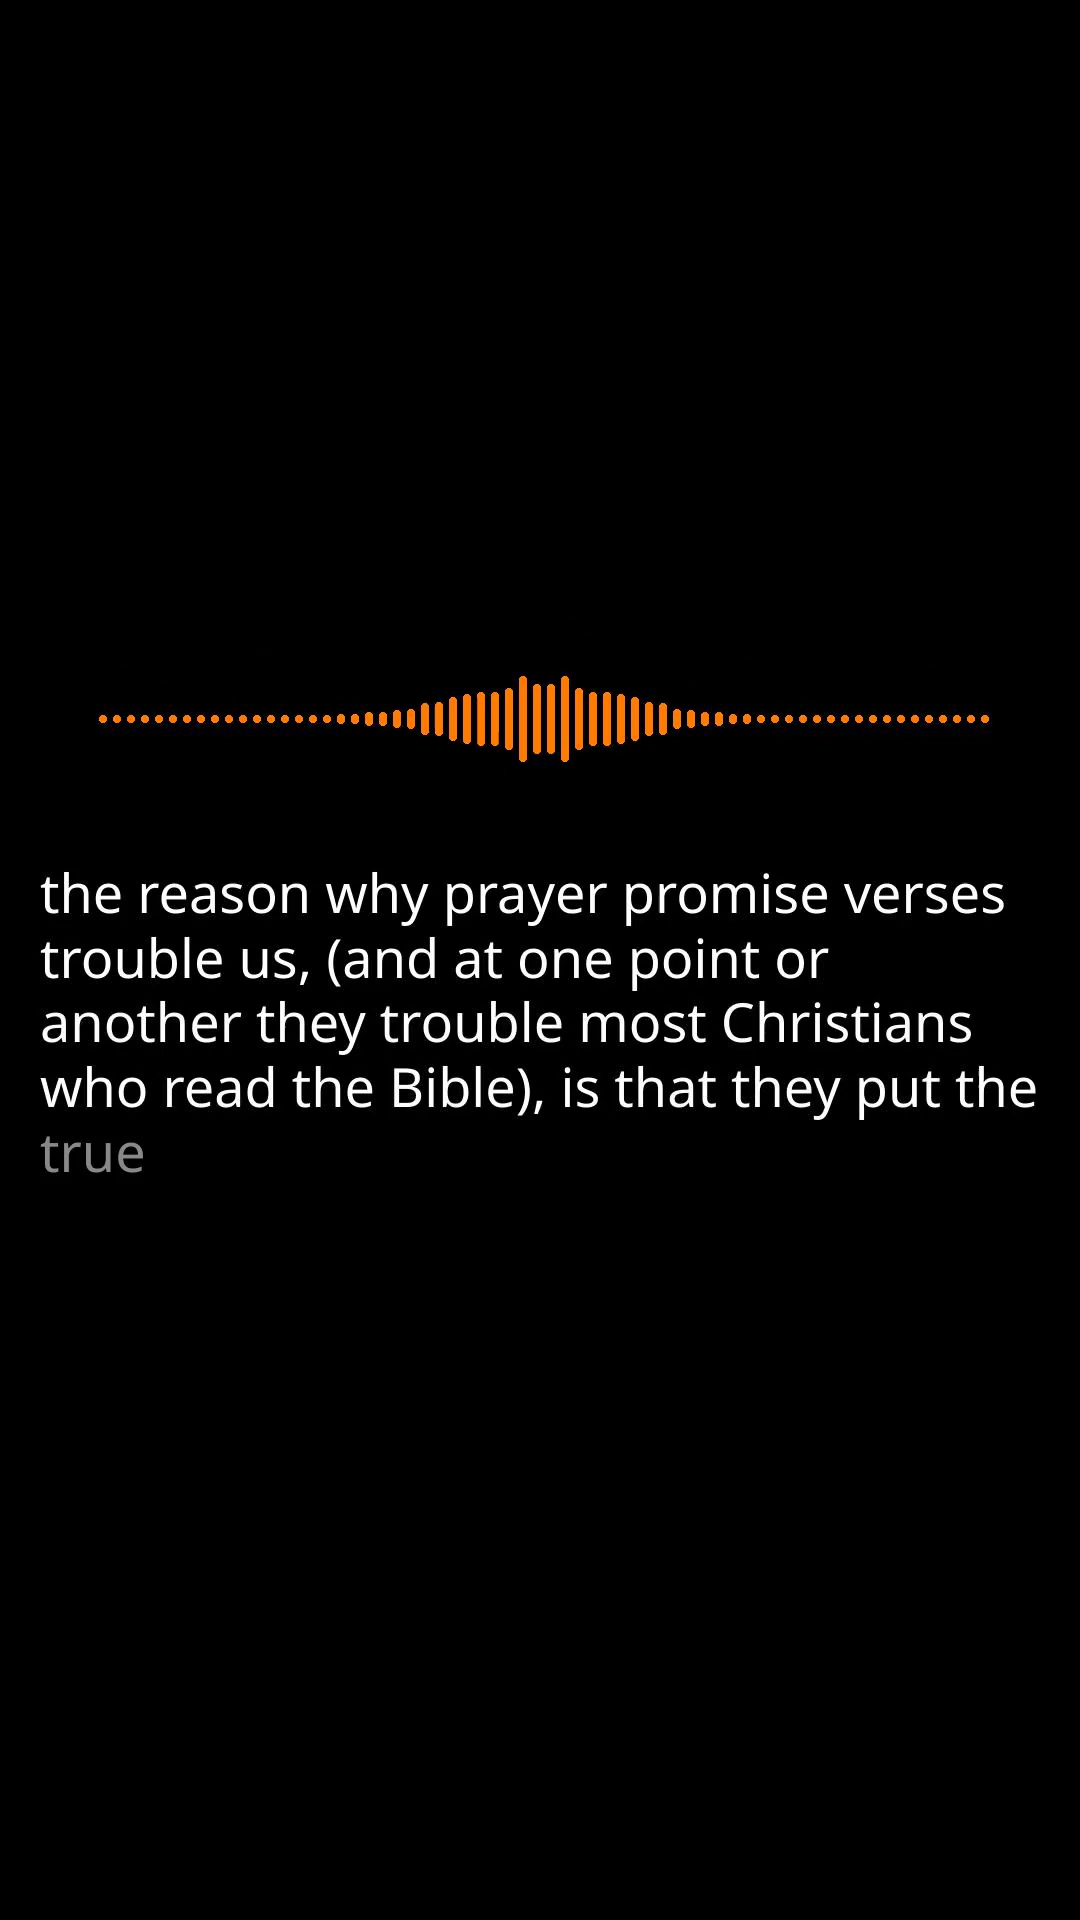 the reason why prayer promise verses
trouble us, (and at one point or
another they trouble most Christians
who read the Bible), is that they put the
true